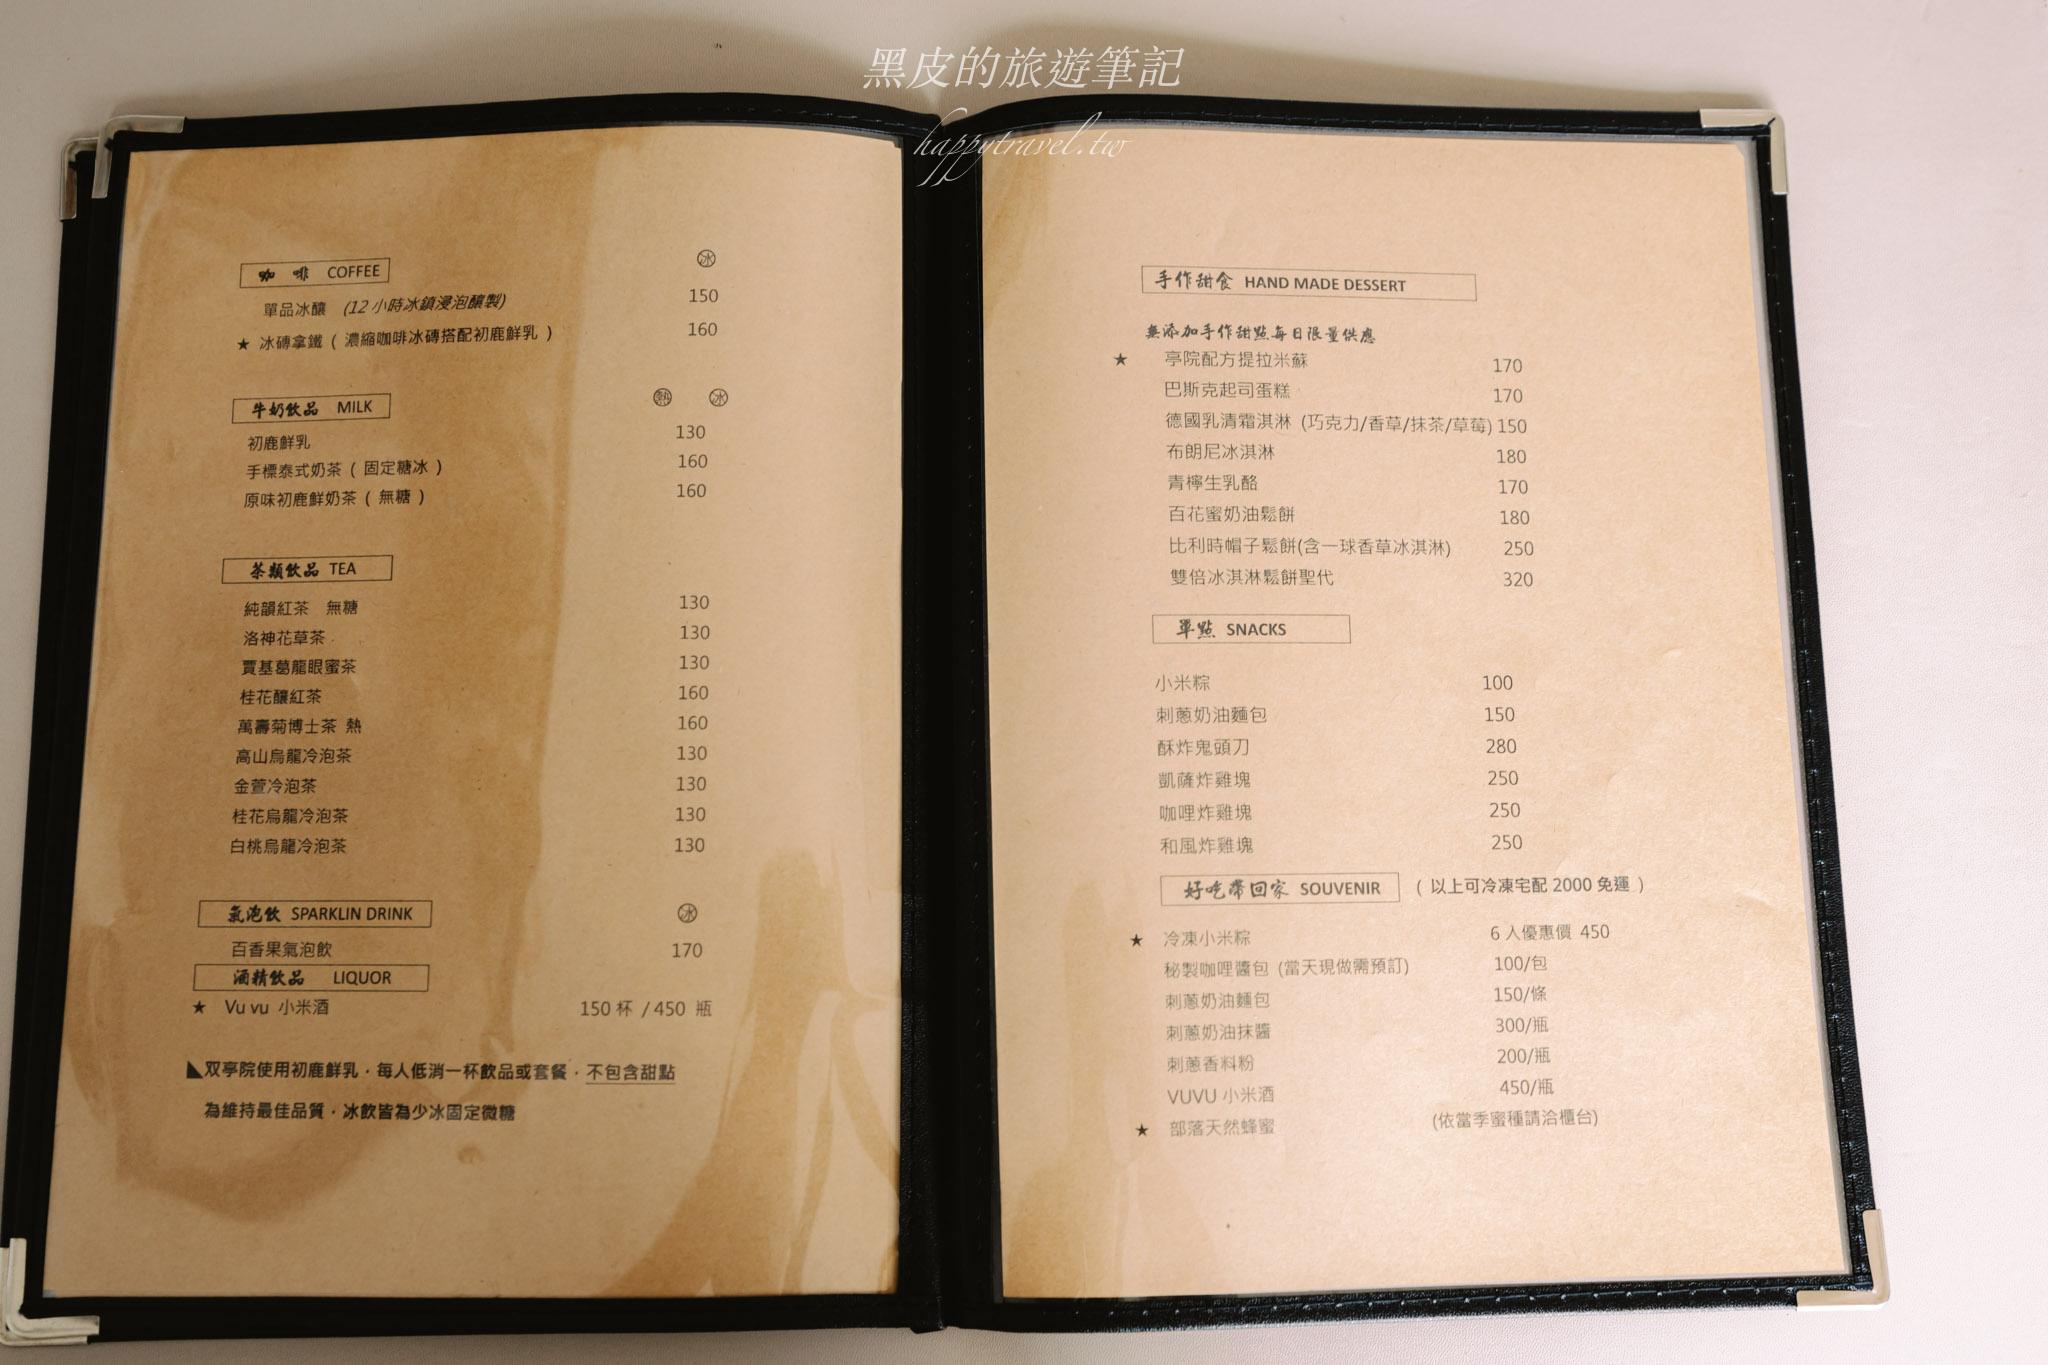 黑皮的旅遊筆記
happytravel.tw
咖 啡 COFFEE 冰
單品冰釀 (12 小時冰鎮浸泡釀製) 150
★ 冰磚拿鐵 ( 濃縮咖啡冰磚搭配初鹿鮮乳 ) 160
牛奶飲品 MILK 熱 冰
初鹿鮮乳 130
手標泰式奶茶 ( 固定糖冰 ) 160
原味初鹿鮮奶茶 ( 無糖 ) 160
茶類飲品 TEA
純韻紅茶 無糖 130
洛神花草茶 130
賈基葛龍眼蜜茶 130
桂花釀紅茶 160
萬壽菊博士茶 熱 160
高山烏龍冷泡茶 130
金萱冷泡茶 130
桂花烏龍冷泡茶 130
白桃烏龍冷泡茶 130
氣泡飲 SPARKLIN DRINK 冰
百香果氣泡飲 170
酒精飲品 LIQUOR
★ Vu vu 小米酒 150 杯 / 450 瓶
◣双亭院使用初鹿鮮乳．每人低消一杯飲品或套餐．不包含甜點
為維持最佳品質．冰飲皆為少冰固定微糖
手作甜食 HAND MADE DESSERT
無添加手作甜點每日限量供應
★ 亭院配方提拉米蘇 170
巴斯克起司蛋糕 170
德國乳清霜淇淋 (巧克力/香草/抹茶/草莓) 150
布朗尼冰淇淋 180
青檸生乳酪 170
百花蜜奶油鬆餅 180
比利時帽子鬆餅(含一球香草冰淇淋) 250
雙倍冰淇淋鬆餅聖代 320
單點 SNACKS
小米粽 100
刺蔥奶油麵包 150
酥炸鬼頭刀 280
凱薩炸雞塊 250
咖哩炸雞塊 250
和風炸雞塊 250
好吃帶回家 SOUVENIR ( 以上可冷凍宅配 2000 免運 )
★ 冷凍小米粽 6 入優惠價 450
秘製咖哩醬包 (當天現做需預訂) 100/包
刺蔥奶油麵包 150/條
刺蔥奶油抹醬 300/瓶
刺蔥香料粉 200/瓶
VUVU 小米酒 450/瓶
★ 部落天然蜂蜜 (依當季蜜種請洽櫃台)